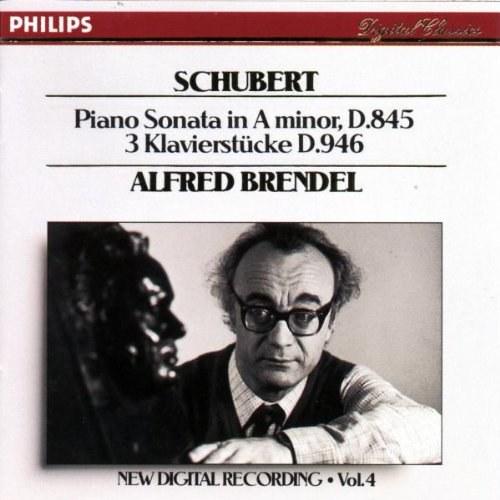 PHILIPS
Digital Classics
SCHUBERT
Piano Sonata in A minor, D.845
3 Klavierstücke D.946
ALFRED BRENDEL
NEW DIGITAL RECORDING • Vol. 4